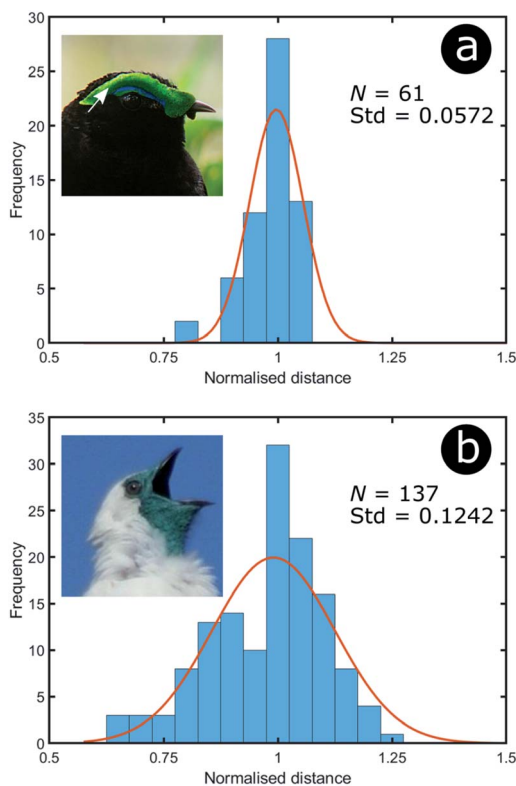 30
25
20
15
10
5
0
Frequency
a
N = 61
Std = 0.0572
0.5 0.75 1 1.25 1.5
Normalised distance
35
30
25
20
15
10
5
0
Frequency
b
N = 137
Std = 0.1242
0.5 0.75 1 1.25 1.5
Normalised distance